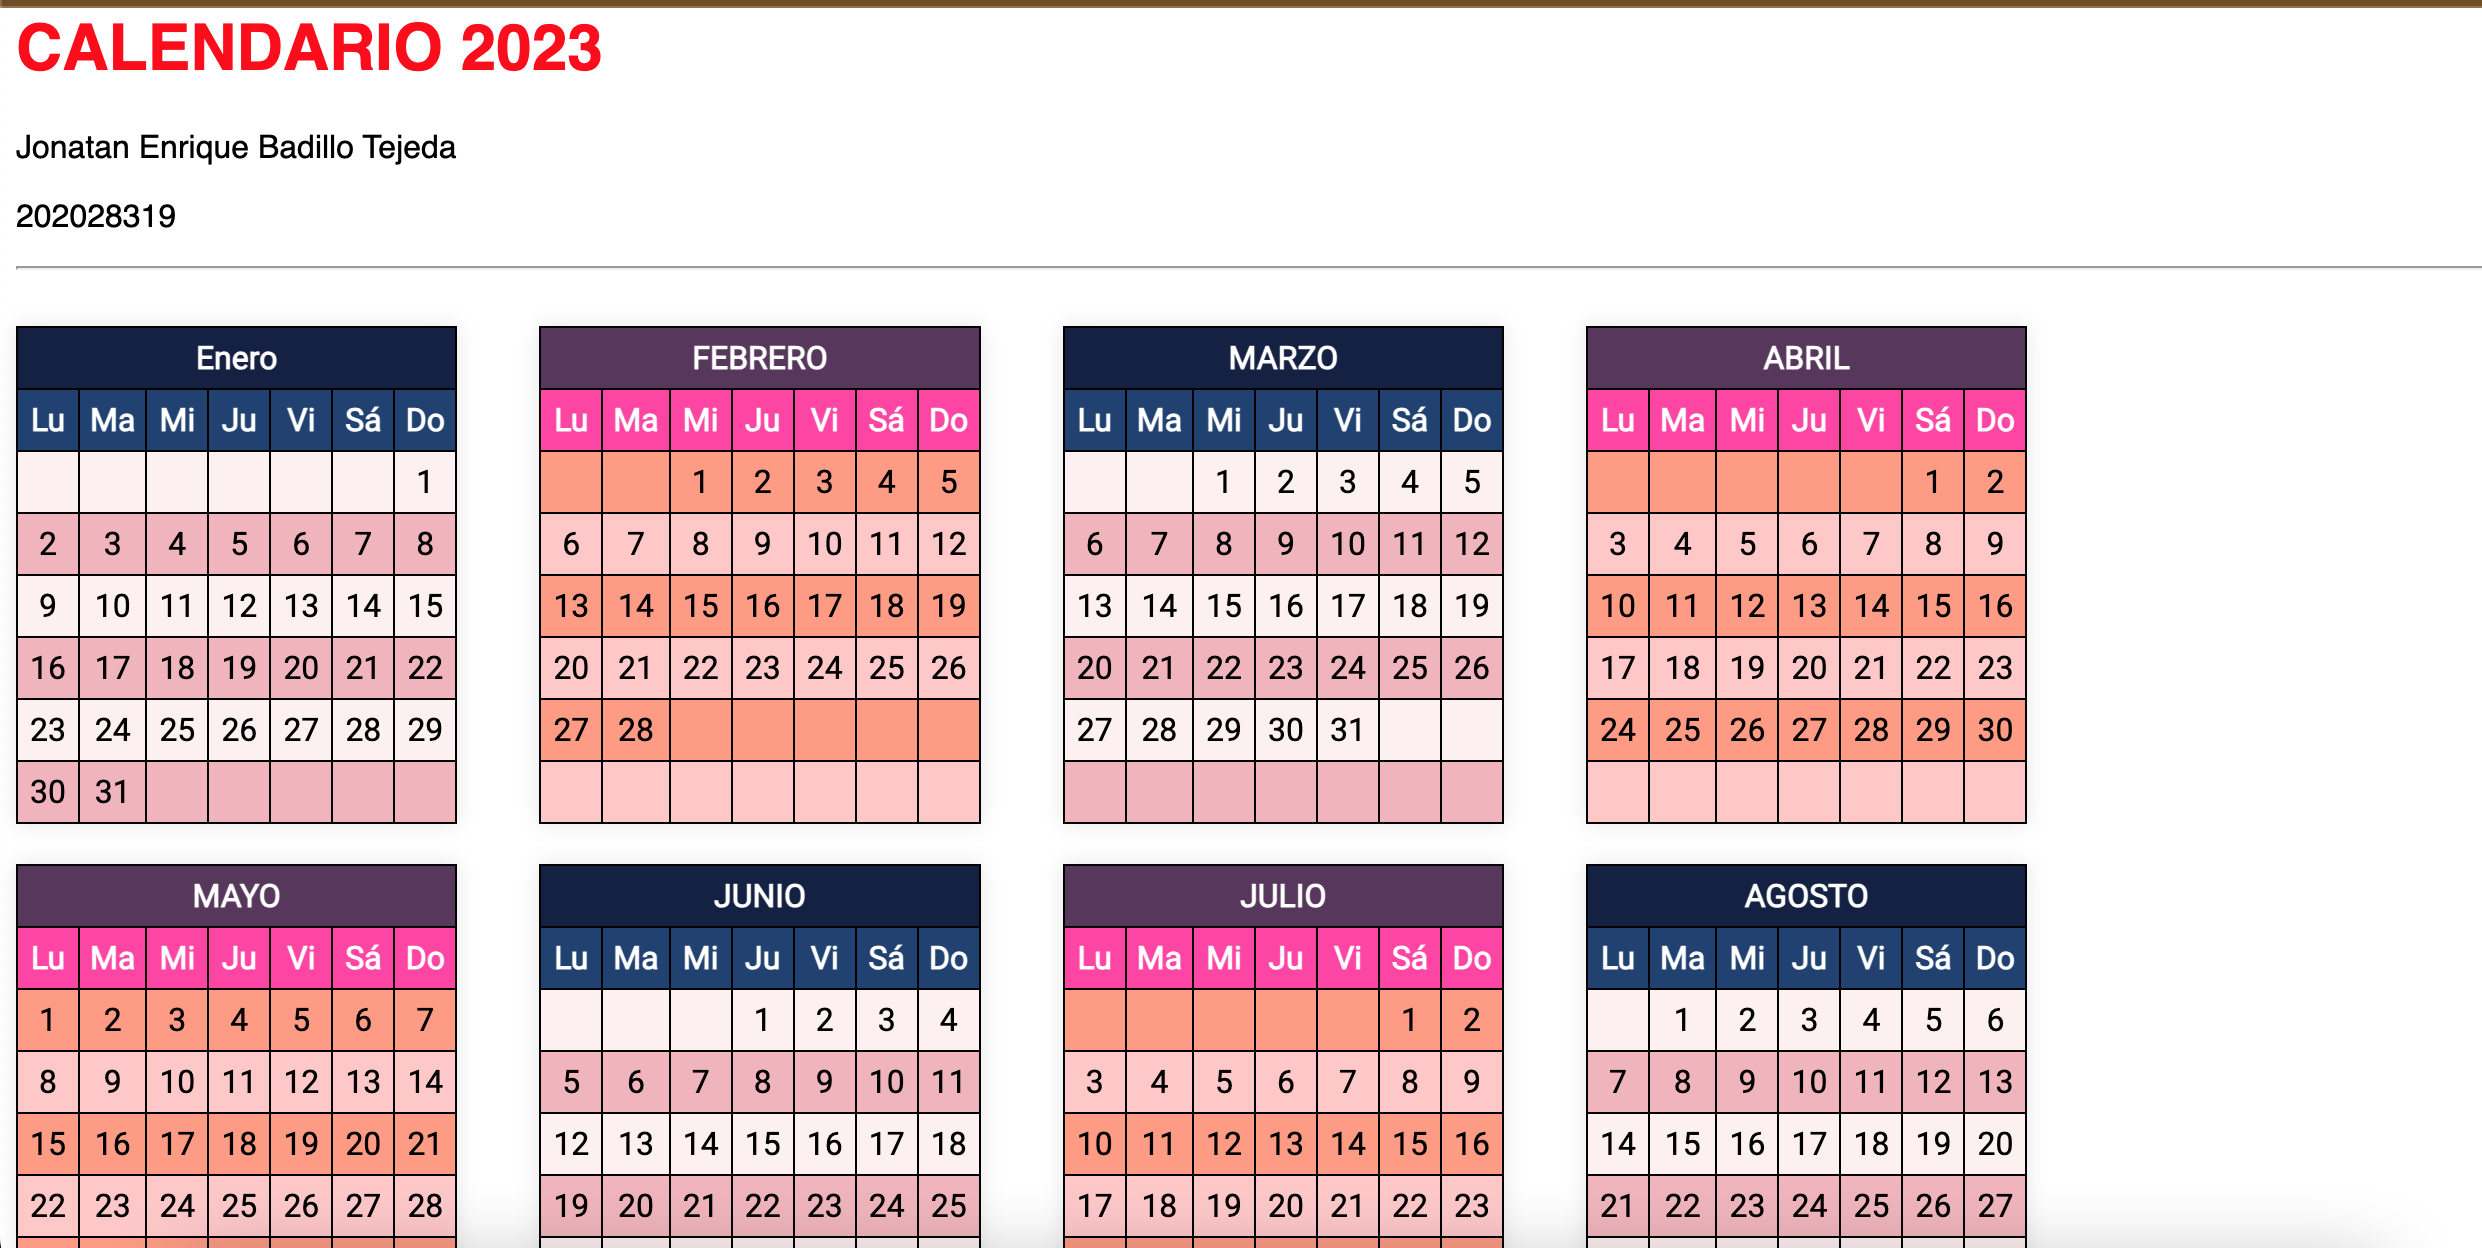 CALENDARIO 2023
Jonatan Enrique Badillo Tejeda
202028319
Enero
Lu Ma Mi Ju Vi Sá Do
1
2 3 4 5 6 7 8
9 10 11 12 13 14 15
16 17 18 19 20 21 22
23 24 25 26 27 28 29
30 31
FEBRERO
Lu Ma Mi Ju Vi Sá Do
1 2 3 4 5
6 7 8 9 10 11 12
13 14 15 16 17 18 19
20 21 22 23 24 25 26
27 28
MARZO
Lu Ma Mi Ju Vi Sá Do
1 2 3 4 5
6 7 8 9 10 11 12
13 14 15 16 17 18 19
20 21 22 23 24 25 26
27 28 29 30 31
ABRIL
Lu Ma Mi Ju Vi Sá Do
1 2
3 4 5 6 7 8 9
10 11 12 13 14 15 16
17 18 19 20 21 22 23
24 25 26 27 28 29 30
MAYO
Lu Ma Mi Ju Vi Sá Do
1 2 3 4 5 6 7
8 9 10 11 12 13 14
15 16 17 18 19 20 21
22 23 24 25 26 27 28
JUNIO
Lu Ma Mi Ju Vi Sá Do
1 2 3 4
5 6 7 8 9 10 11
12 13 14 15 16 17 18
19 20 21 22 23 24 25
JULIO
Lu Ma Mi Ju Vi Sá Do
1 2
3 4 5 6 7 8 9
10 11 12 13 14 15 16
17 18 19 20 21 22 23
AGOSTO
Lu Ma Mi Ju Vi Sá Do
1 2 3 4 5 6
7 8 9 10 11 12 13
14 15 16 17 18 19 20
21 22 23 24 25 26 27